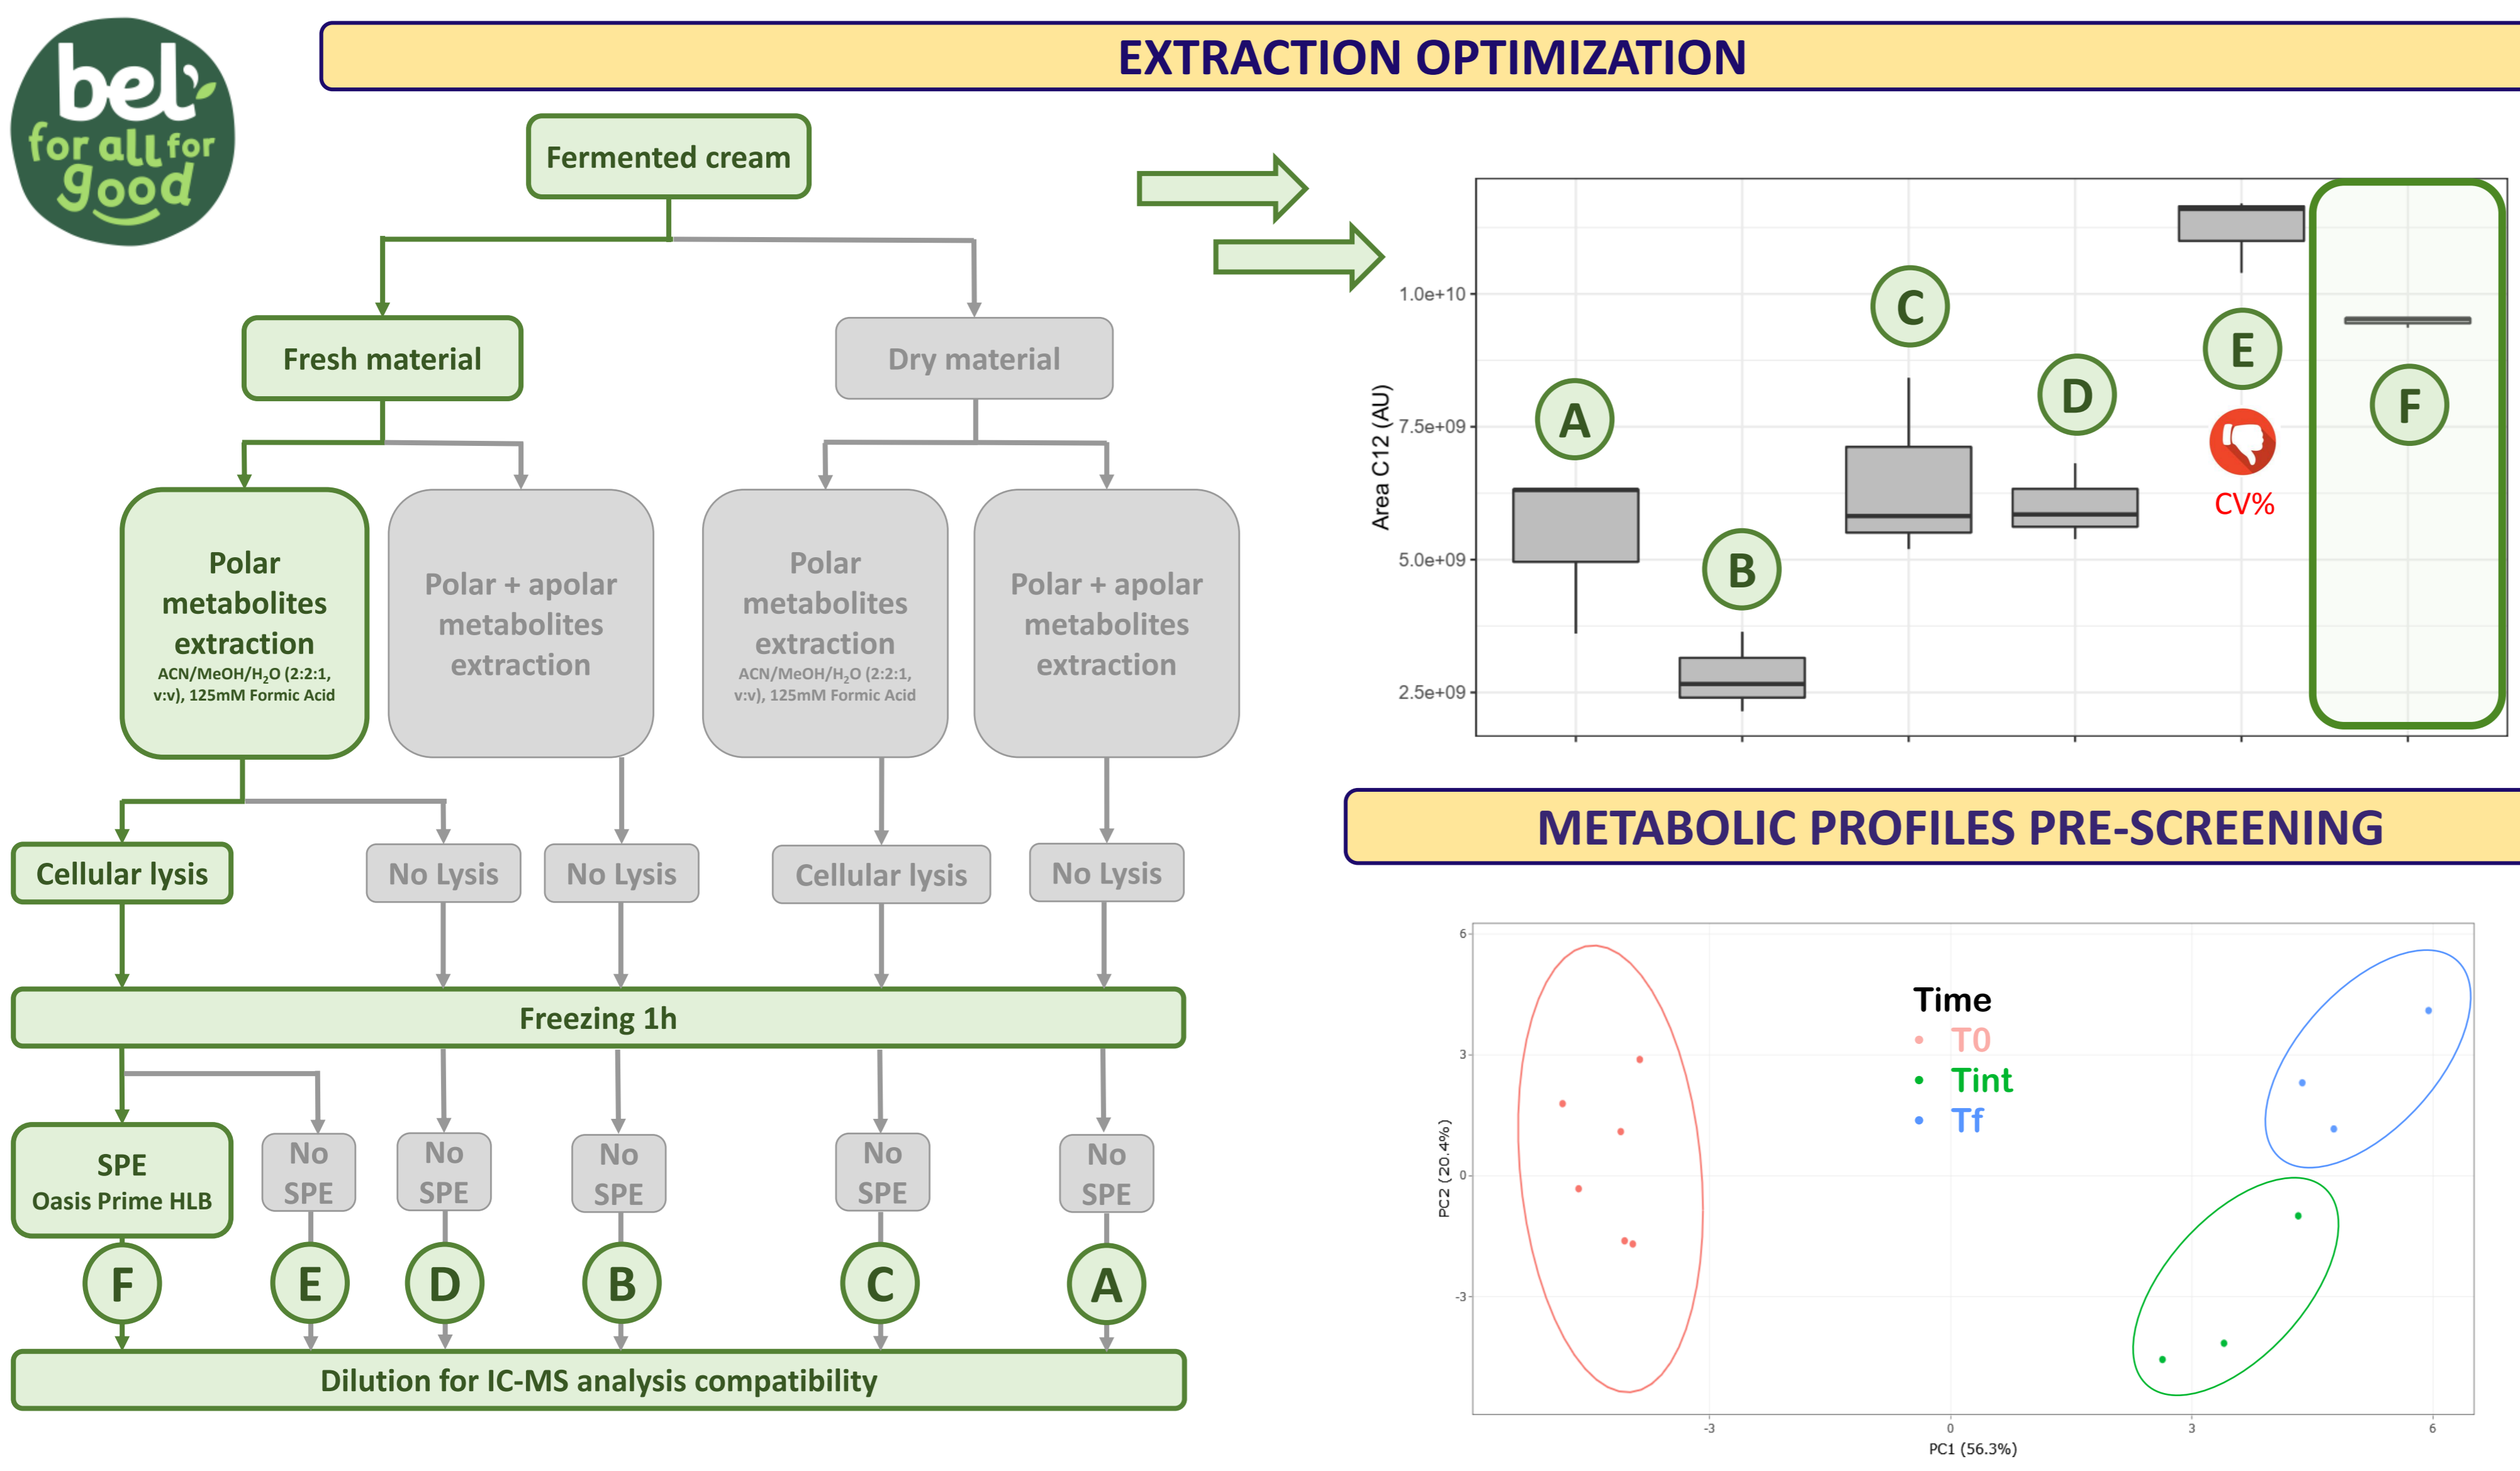 bel
for all for
good
EXTRACTION OPTIMIZATION
Fermented cream
Fresh material
Dry material
Polar
metabolites
extraction
ACN/MeOH/H₂O (2:2:1,
v:v), 125mM Formic Acid
Polar + apolar
metabolites
extraction
Polar
metabolites
extraction
ACN/MeOH/H₂O (2:2:1,
v:v), 125mM Formic Acid
Polar + apolar
metabolites
extraction
Cellular lysis
No Lysis
No Lysis
Cellular lysis
No Lysis
Freezing 1h
SPE
Oasis Prime HLB
No
SPE
No
SPE
No
SPE
No
SPE
No
SPE
F
E
D
B
C
A
Dilution for IC-MS analysis compatibility
Area C12 (AU)
1.0e+10
7.5e+09
5.0e+09
2.5e+09
A
B
C
D
E
CV%
F
METABOLIC PROFILES PRE-SCREENING
PC2 (20.4%)
6
3
0
-3
Time
T0
Tint
Tf
-3
0
3
6
PC1 (56.3%)